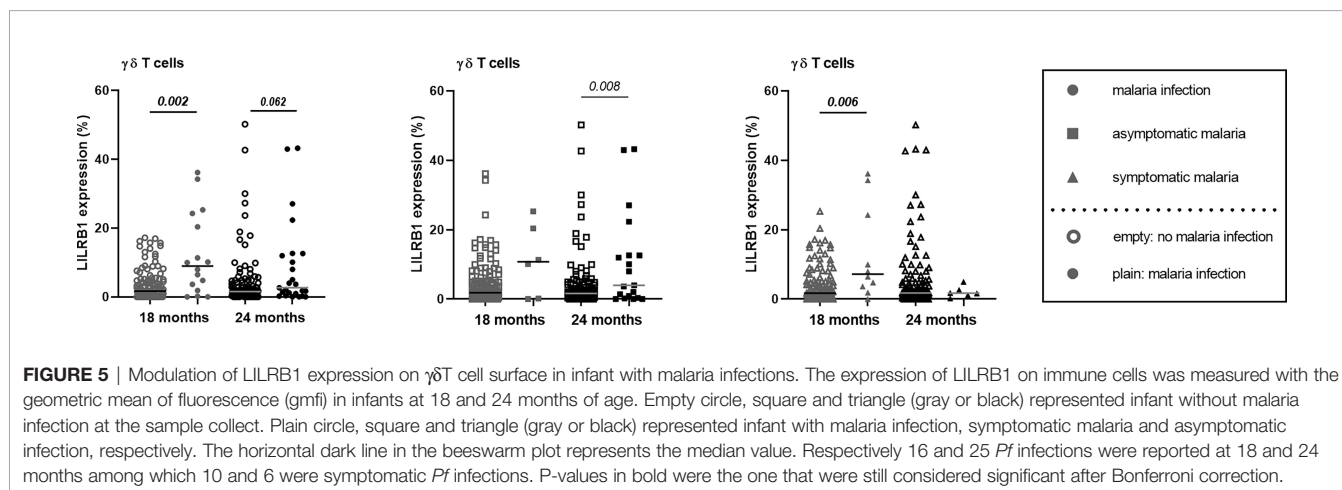 γδ T cells
60
40
20
0
LILRB1 expression (%)
0.002
0.062
18 months
24 months
γδ T cells
60
40
20
0
LILRB1 expression (%)
0.008
18 months
24 months
γδ T cells
60
40
20
0
LILRB1 expression (%)
0.006
18 months
24 months
malaria infection
asymptomatic malaria
symptomatic malaria
empty: no malaria infection
plain: malaria infection
FIGURE 5 | Modulation of LILRB1 expression on γδT cell surface in infant with malaria infections. The expression of LILRB1 on immune cells was measured with the
geometric mean of fluorescence (gmfi) in infants at 18 and 24 months of age. Empty circle, square and triangle (gray or black) represented infant without malaria
infection at the sample collect. Plain circle, square and triangle (gray or black) represented infant with malaria infection, symptomatic malaria and asymptomatic
infection, respectively. The horizontal dark line in the beeswarm plot represents the median value. Respectively 16 and 25 Pf infections were reported at 18 and 24
months among which 10 and 6 were symptomatic Pf infections. P-values in bold were the one that were still considered significant after Bonferroni correction.